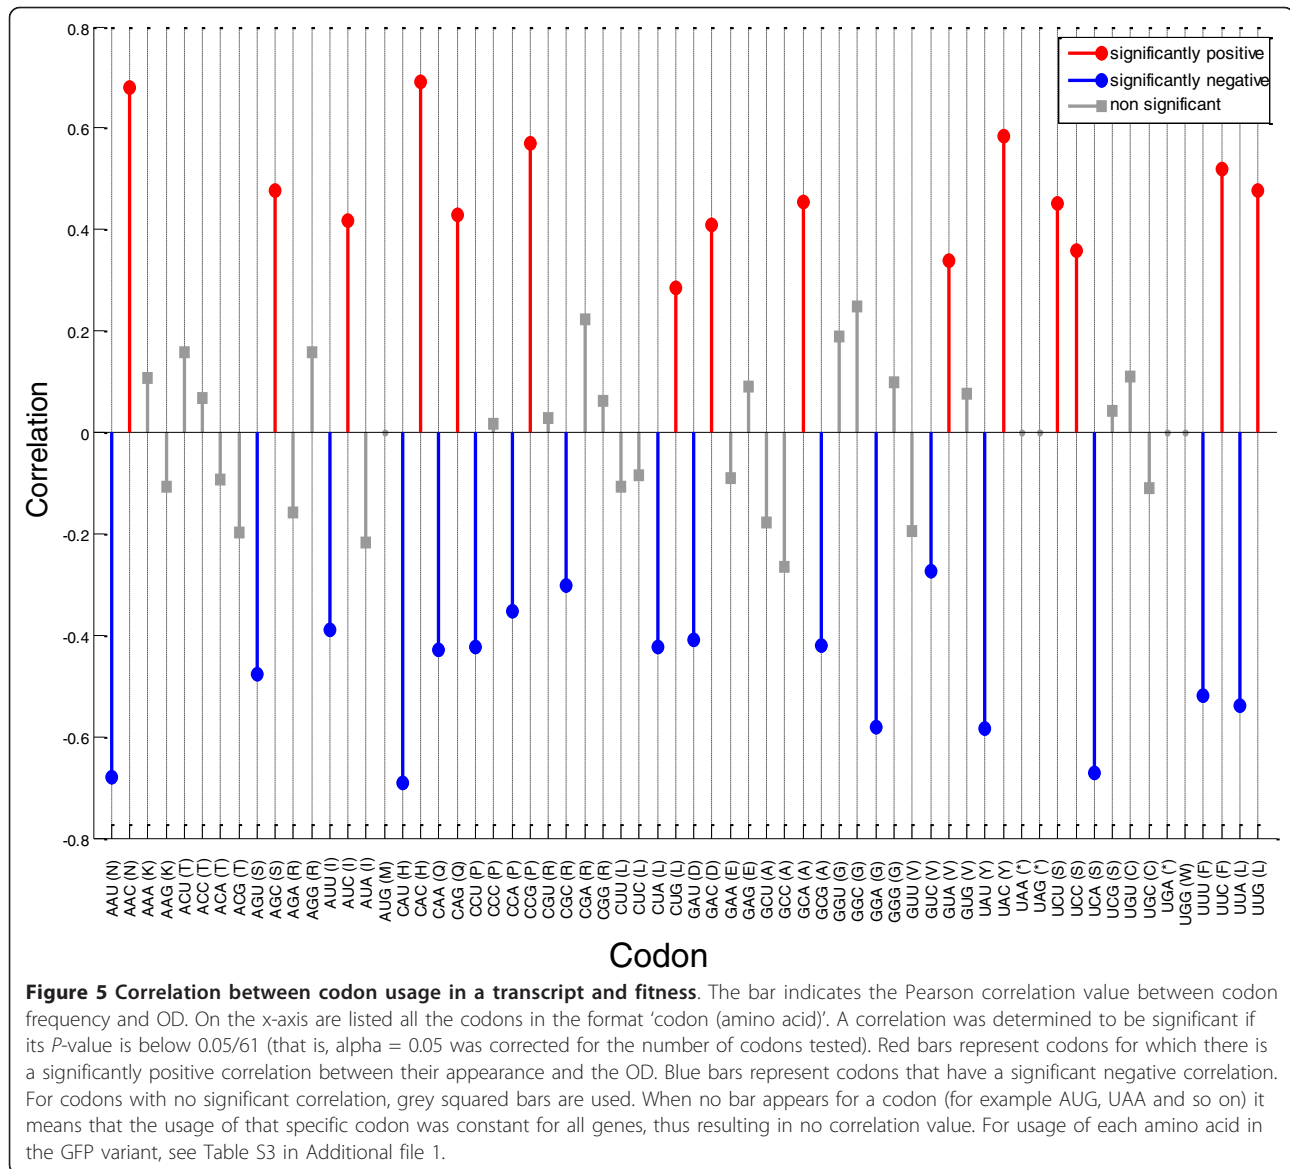 0.8
0.6
0.4
0.2
0
-0.2
-0.4
-0.6
-0.8
Correlation
significantly positive
significantly negative
non significant
AAU (N)
AAC (N)
AAA (K)
AAG (K)
ACU (T)
ACC (T)
ACA (T)
ACG (T)
AGU (S)
AGC (S)
AGA (R)
AGG (R)
AUU (I)
AUC (I)
AUA (I)
AUG (M)
CAU (H)
CAC (H)
CAA (Q)
CAG (Q)
CCU (P)
CCC (P)
CCA (P)
CCG (P)
CGU (R)
CGC (R)
CGA (R)
CGG (R)
CUU (L)
CUC (L)
CUA (L)
CUG (L)
GAU (D)
GAC (D)
GAA (E)
GAG (E)
GCU (A)
GCC (A)
GCA (A)
GCG (A)
GGU (G)
GGC (G)
GGA (G)
GGG (G)
GUU (V)
GUC (V)
GUA (V)
GUG (V)
UAU (Y)
UAC (Y)
UAA (*)
UAG (*)
UCU (S)
UCC (S)
UCA (S)
UCG (S)
UGU (C)
UGC (C)
UGA (*)
UGG (W)
UUU (F)
UUC (F)
UUA (L)
UUG (L)
Codon
Figure 5 Correlation between codon usage in a transcript and fitness. The bar indicates the Pearson correlation value between codon
frequency and OD. On the x-axis are listed all the codons in the format ‘codon (amino acid)’. A correlation was determined to be significant if
its P-value is below 0.05/61 (that is, alpha = 0.05 was corrected for the number of codons tested). Red bars represent codons for which there is
a significantly positive correlation between their appearance and the OD. Blue bars represent codons that have a significant negative correlation.
For codons with no significant correlation, grey squared bars are used. When no bar appears for a codon (for example AUG, UAA and so on) it
means that the usage of that specific codon was constant for all genes, thus resulting in no correlation value. For usage of each amino acid in
the GFP variant, see Table S3 in Additional file 1.